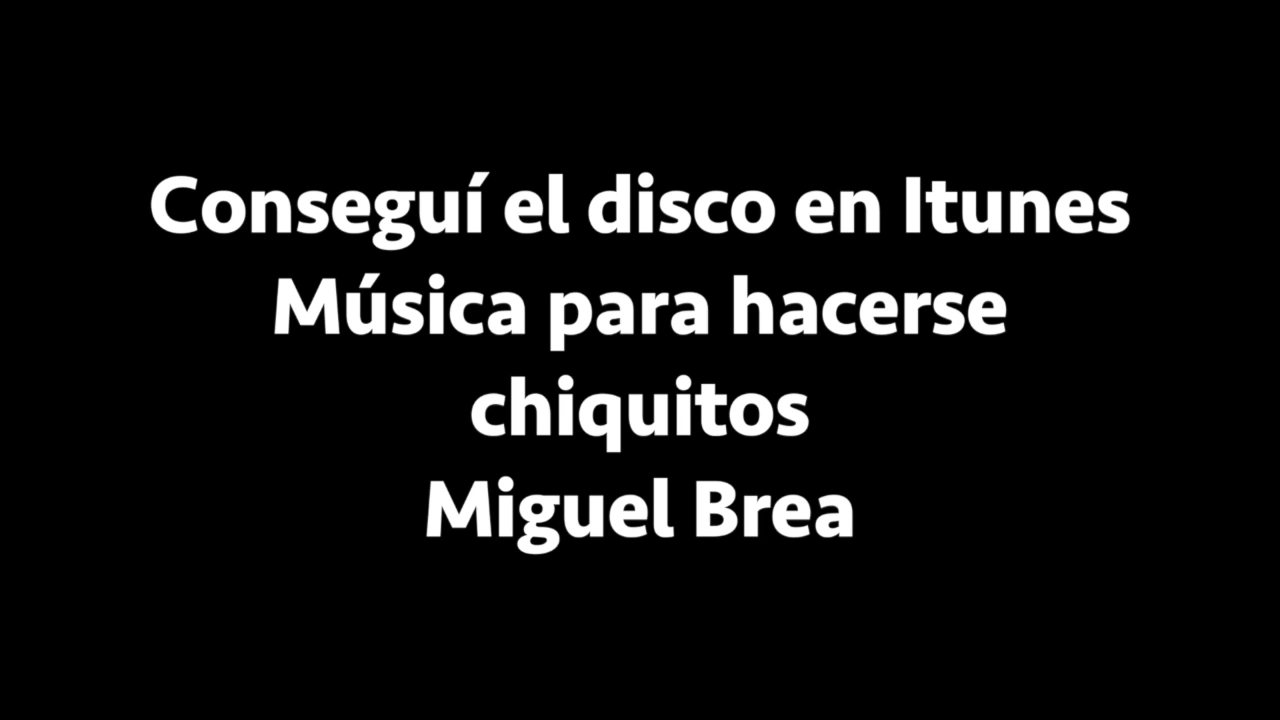 Conseguí el disco en Itunes
Música para hacerse
chiquitos
Miguel Brea